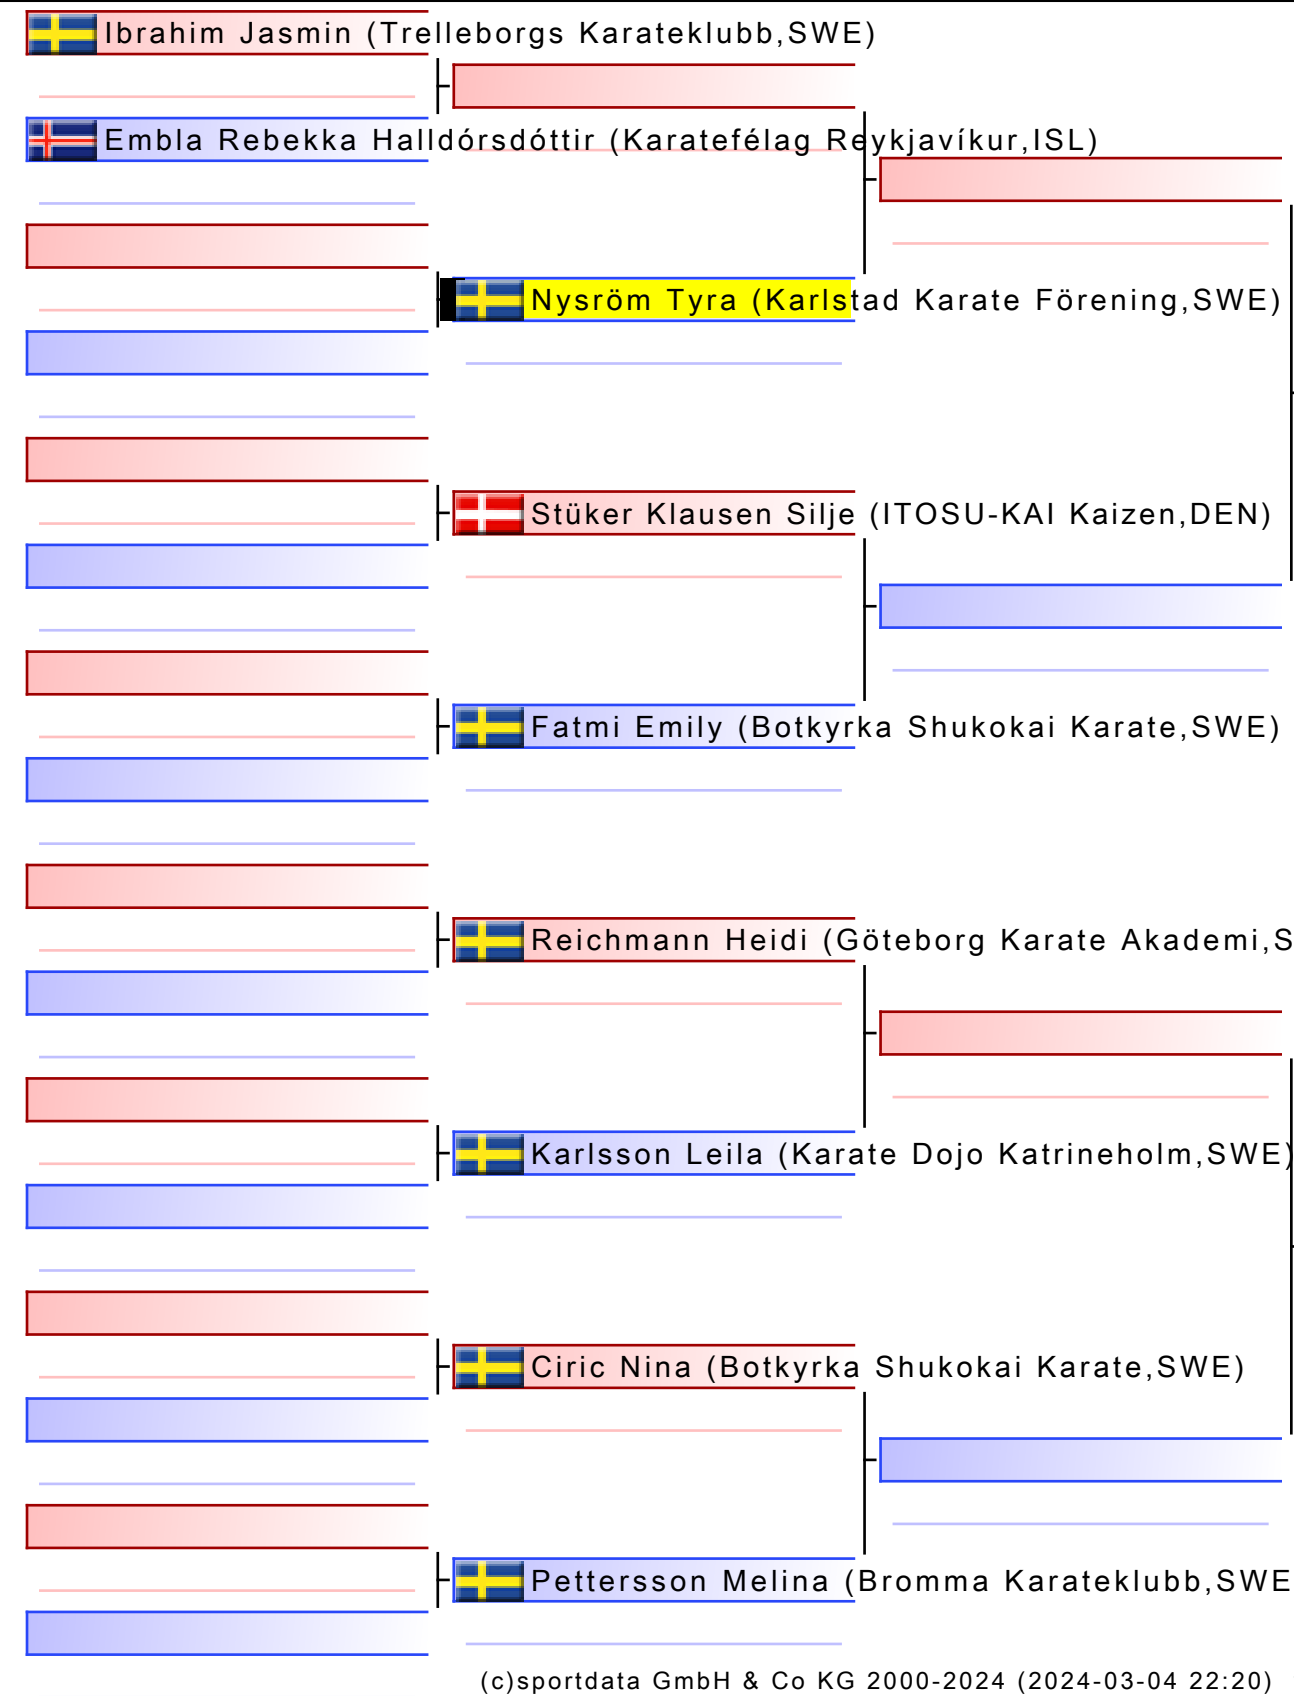 Ibrahim Jasmin (Trelleborgs Karateklubb,SWE)
Embla Rebekka Halldórsdóttir (Karatefélag Reykjavíkur,ISL)
Nysröm Tyra (Karlstad Karate Förening,SWE)
Stüker Klausen Silje (ITOSU-KAI Kaizen,DEN)
Fatmi Emily (Botkyrka Shukokai Karate,SWE)
Reichmann Heidi (Göteborg Karate Akademi,S
Karlsson Leila (Karate Dojo Katrineholm,SWE)
Ciric Nina (Botkyrka Shukokai Karate,SWE)
Pettersson Melina (Bromma Karateklubb,SWE
(c)sportdata GmbH & Co KG 2000-2024 (2024-03-04 22:20)